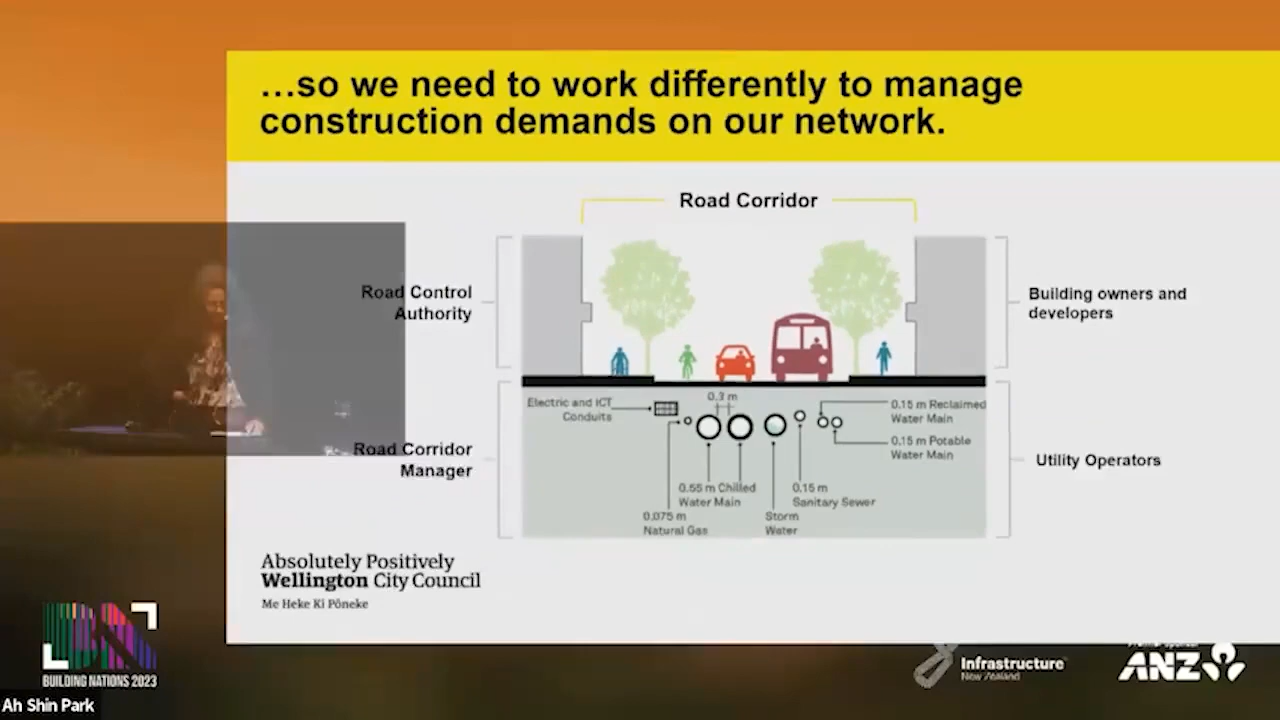 …so we need to work differently to manage
construction demands on our network.
Road Corridor
Road Control
Authority
Building owners and
developers
Electric and ICT
Conduits
0.3 m
0.15 m Reclaimed
Water Main
0.15 m Potable
Water Main
Road Corridor
Manager
Utility Operators
0.55 m Chilled
Water Main
0.15 m
Sanitary Sewer
0.075 m
Natural Gas
Storm
Water
Absolutely Positively
Wellington City Council
Me Heke Ki Pōneke
BUILDING NATIONS 2023
Infrastructure
New Zealand
ANZ
Ah Shin Park